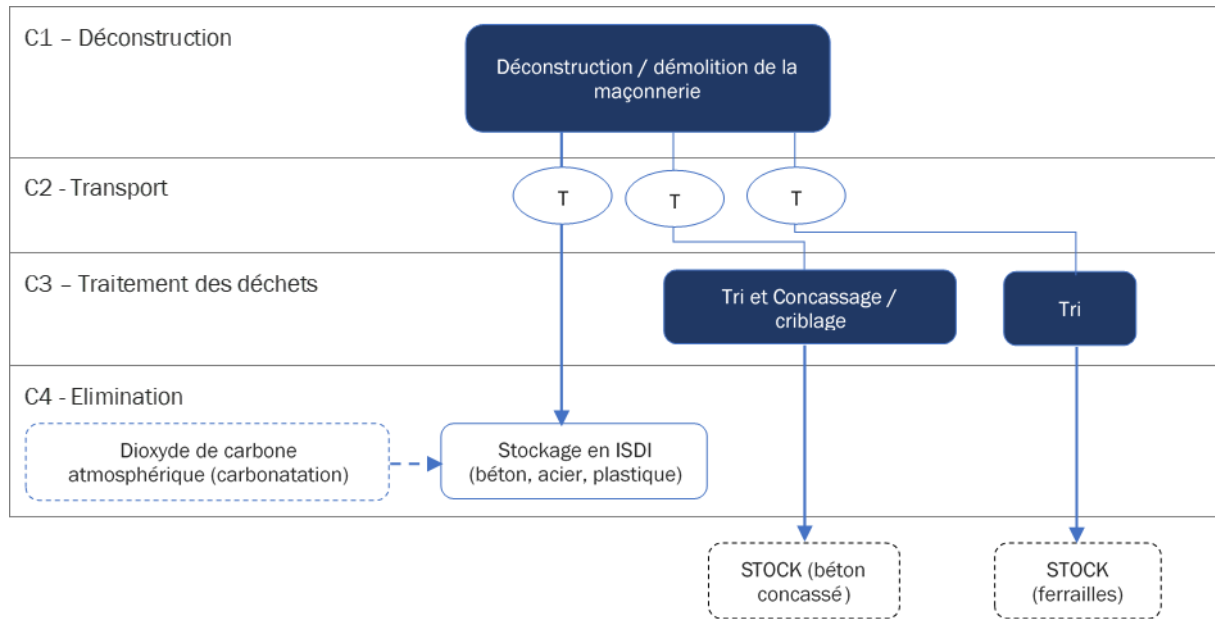 C1 – Déconstruction
Déconstruction / démolition de la
maçonnerie
C2 - Transport
T
T
T
C3 – Traitement des déchets
Tri et Concassage /
criblage
Tri
C4 - Elimination
Dioxyde de carbone
atmosphérique (carbonatation)
Stockage en ISDI
(béton, acier, plastique)
STOCK (béton
concassé)
STOCK
(ferrailles)